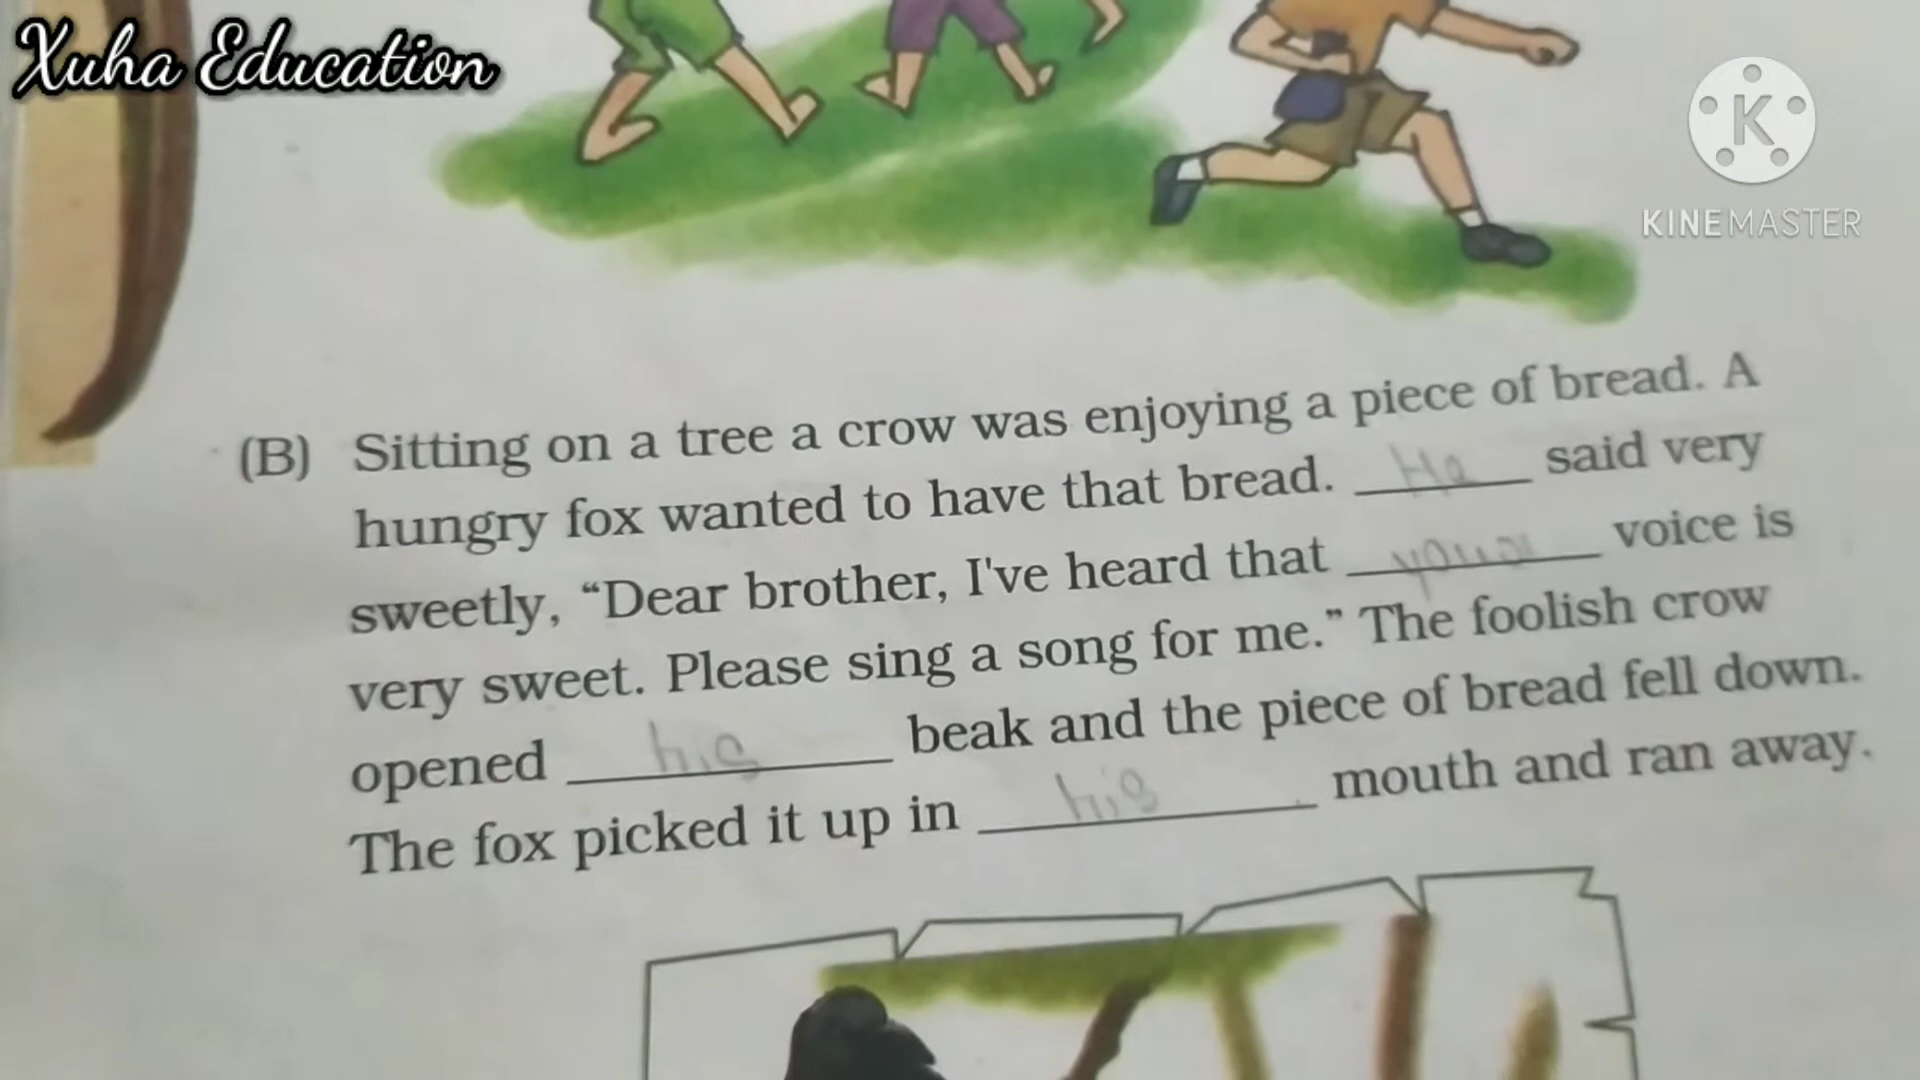 Xuha Education
K
KINEMASTER
(B) Sitting on a tree a crow was enjoying a piece of bread. A
hungry fox wanted to have that bread. He said very
sweetly, “Dear brother, I've heard that your voice is
very sweet. Please sing a song for me.” The foolish crow
opened his beak and the piece of bread fell down.
The fox picked it up in his mouth and ran away.